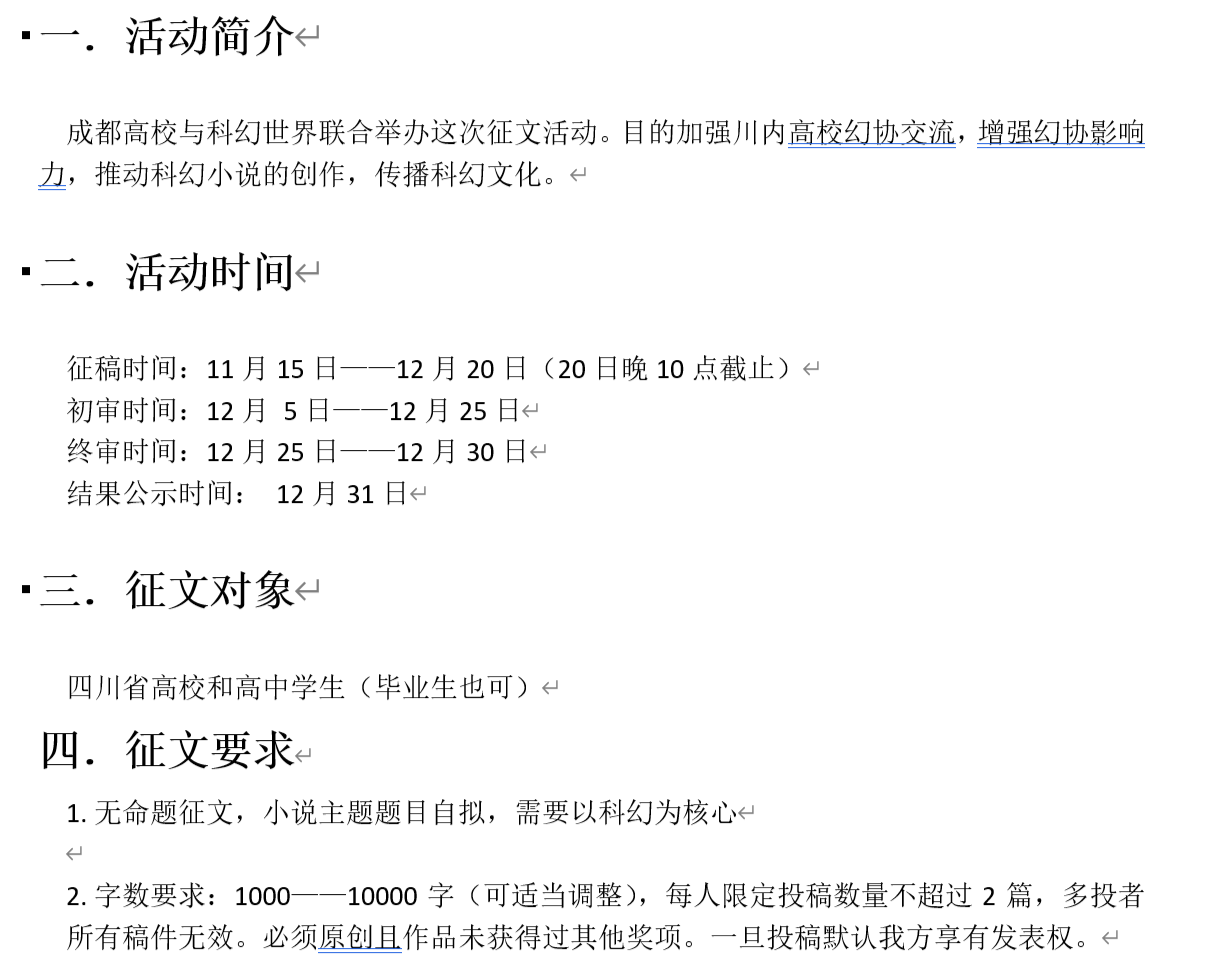 一．活动简介
成都高校与科幻世界联合举办这次征文活动。目的加强川内高校幻协交流，增强幻协影响
力，推动科幻小说的创作，传播科幻文化。
二．活动时间
征稿时间：11 月 15 日——12 月 20 日（20 日晚 10 点截止）
初审时间：12 月  5 日——12 月 25 日
终审时间：12 月 25 日——12 月 30 日
结果公示时间：  12 月 31 日
三．征文对象
四川省高校和高中学生（毕业生也可）
四．征文要求
1. 无命题征文，小说主题题目自拟，需要以科幻为核心
2. 字数要求：1000——10000 字（可适当调整），每人限定投稿数量不超过 2 篇，多投者
所有稿件无效。必须原创且作品未获得过其他奖项。一旦投稿默认我方享有发表权。